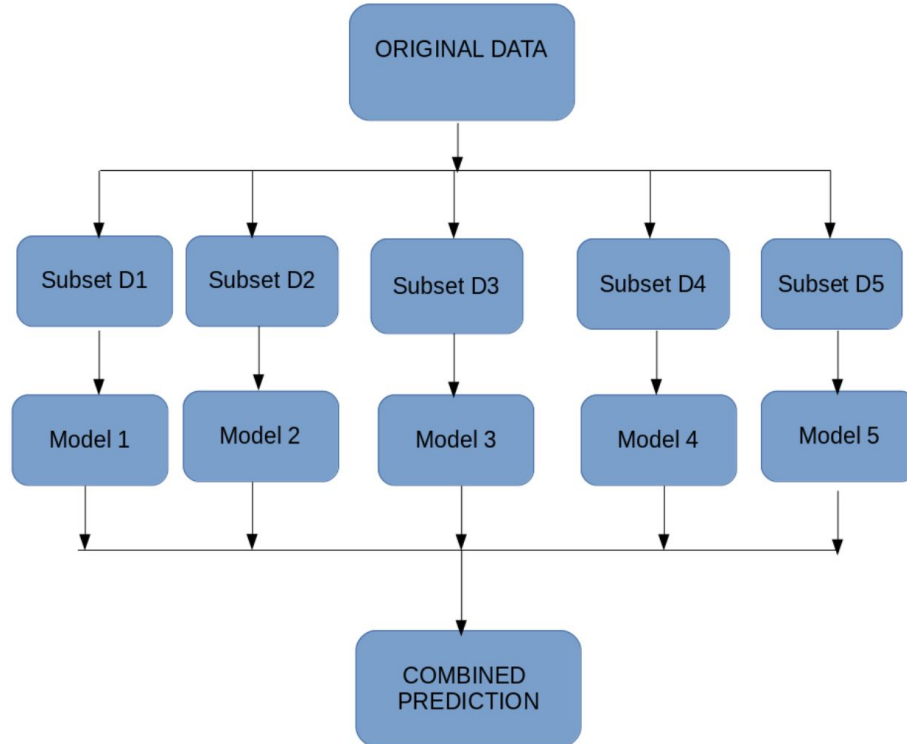 ORIGINAL DATA
Subset D1
Subset D2
Subset D3
Subset D4
Subset D5
Model 1
Model 2
Model 3
Model 4
Model 5
COMBINED
PREDICTION